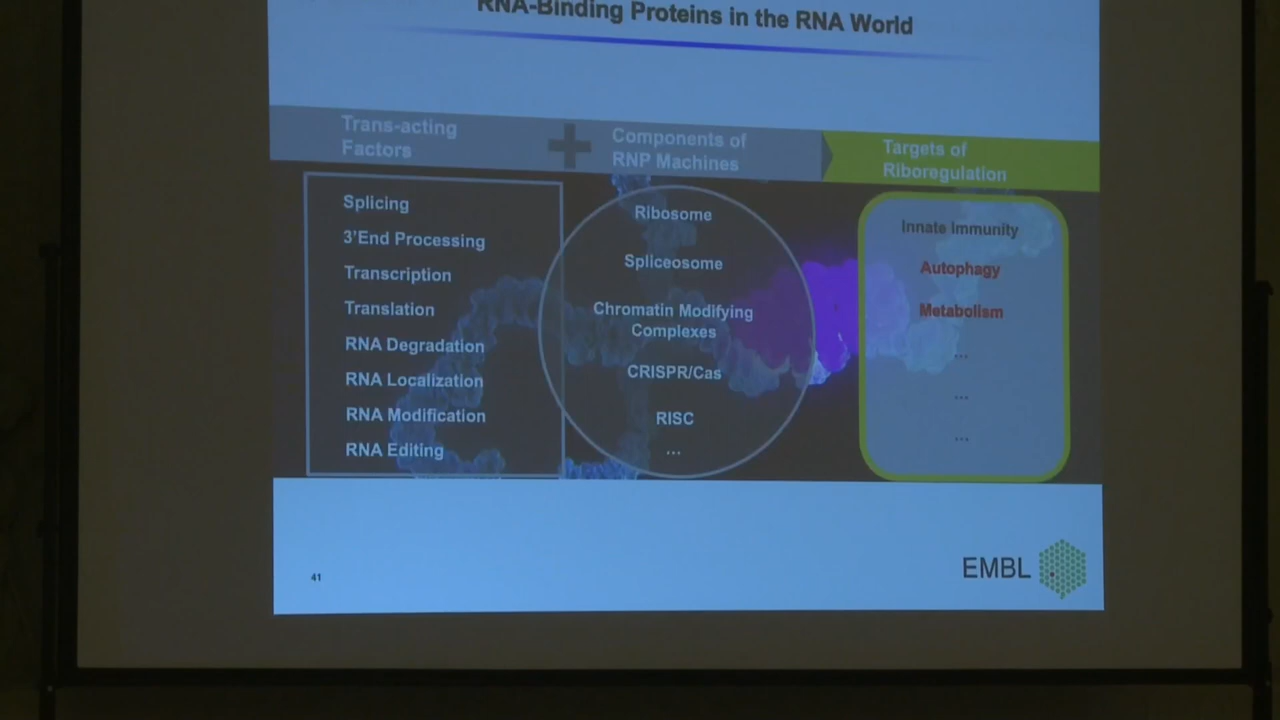 RNA-Binding Proteins in the RNA World
Trans-acting
Factors
Components of
RNP Machines
Targets of
Riboregulation
Splicing
3'End Processing
Transcription
Translation
RNA Degradation
RNA Localization
RNA Modification
RNA Editing
Ribosome
Spliceosome
Chromatin Modifying
Complexes
CRISPR/Cas
RISC
...
Innate Immunity
Autophagy
Metabolism
...
...
...
41
EMBL